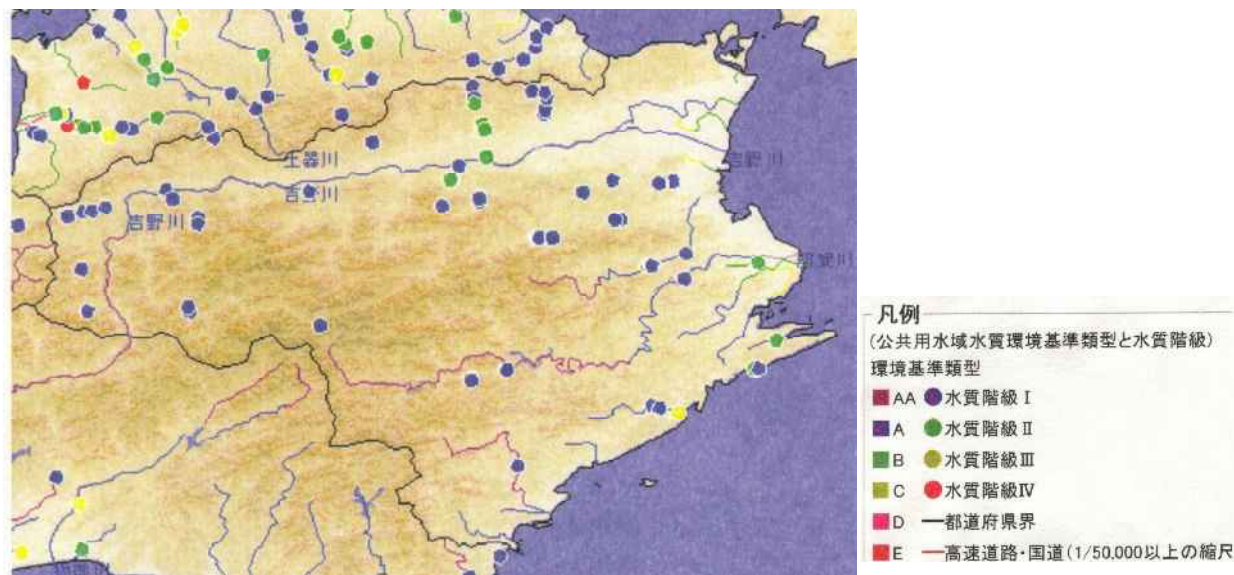 土器川
吉野川
吉野川
吉野川
那賀川
凡例
(公共用水域水質環境基準類型と水質階級)
環境基準類型
AA 水質階級 I
A 水質階級 II
B 水質階級III
C 水質階級IV
D 都道府県界
E 高速道路・国道(1/50,000以上の縮尺